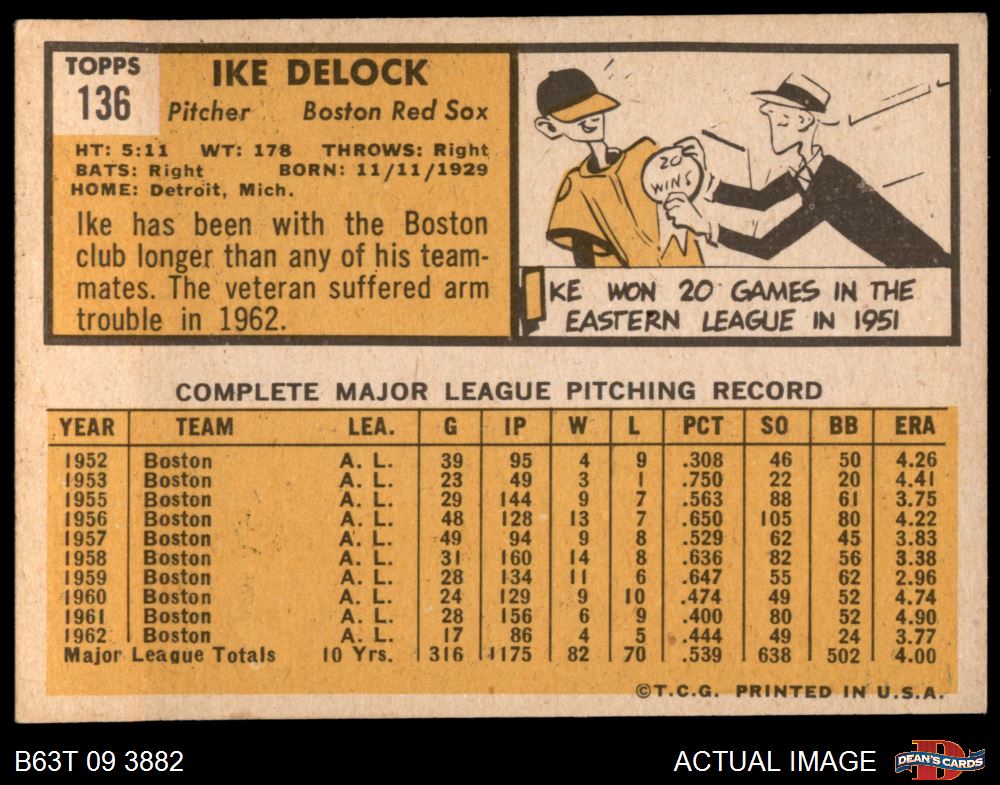 TOPPS
136
IKE DELOCK
Pitcher Boston Red Sox
HT: 5:11 WT: 178 THROWS: Right
BATS: Right BORN: 11/11/1929
HOME: Detroit, Mich.
Ike has been with the Boston
club longer than any of his team-
mates. The veteran suffered arm
trouble in 1962.
20
WINS
IKE WON 20 GAMES IN THE
EASTERN LEAGUE IN 1951
COMPLETE MAJOR LEAGUE PITCHING RECORD
YEAR TEAM LEA. G IP W L PCT SO BB ERA
1952 Boston A. L. 39 95 4 9 .308 46 50 4.26
1953 Boston A. L. 23 49 3 1 .750 22 20 4.41
1955 Boston A. L. 29 144 9 7 .563 88 61 3.75
1956 Boston A. L. 48 128 13 7 .650 105 80 4.22
1957 Boston A. L. 49 94 9 8 .529 62 45 3.83
1958 Boston A. L. 31 160 14 8 .636 82 56 3.38
1959 Boston A. L. 28 134 11 6 .647 55 62 2.96
1960 Boston A. L. 24 129 9 10 .474 49 52 4.74
1961 Boston A. L. 28 156 6 9 .400 80 52 4.90
1962 Boston A. L. 17 86 4 5 .444 49 24 3.77
Major League Totals 10 Yrs. 316 1175 82 70 .539 638 502 4.00
©T.C.G. PRINTED IN U.S.A.
B63T 09 3882 ACTUAL IMAGE
D
DEAN'S CARDS